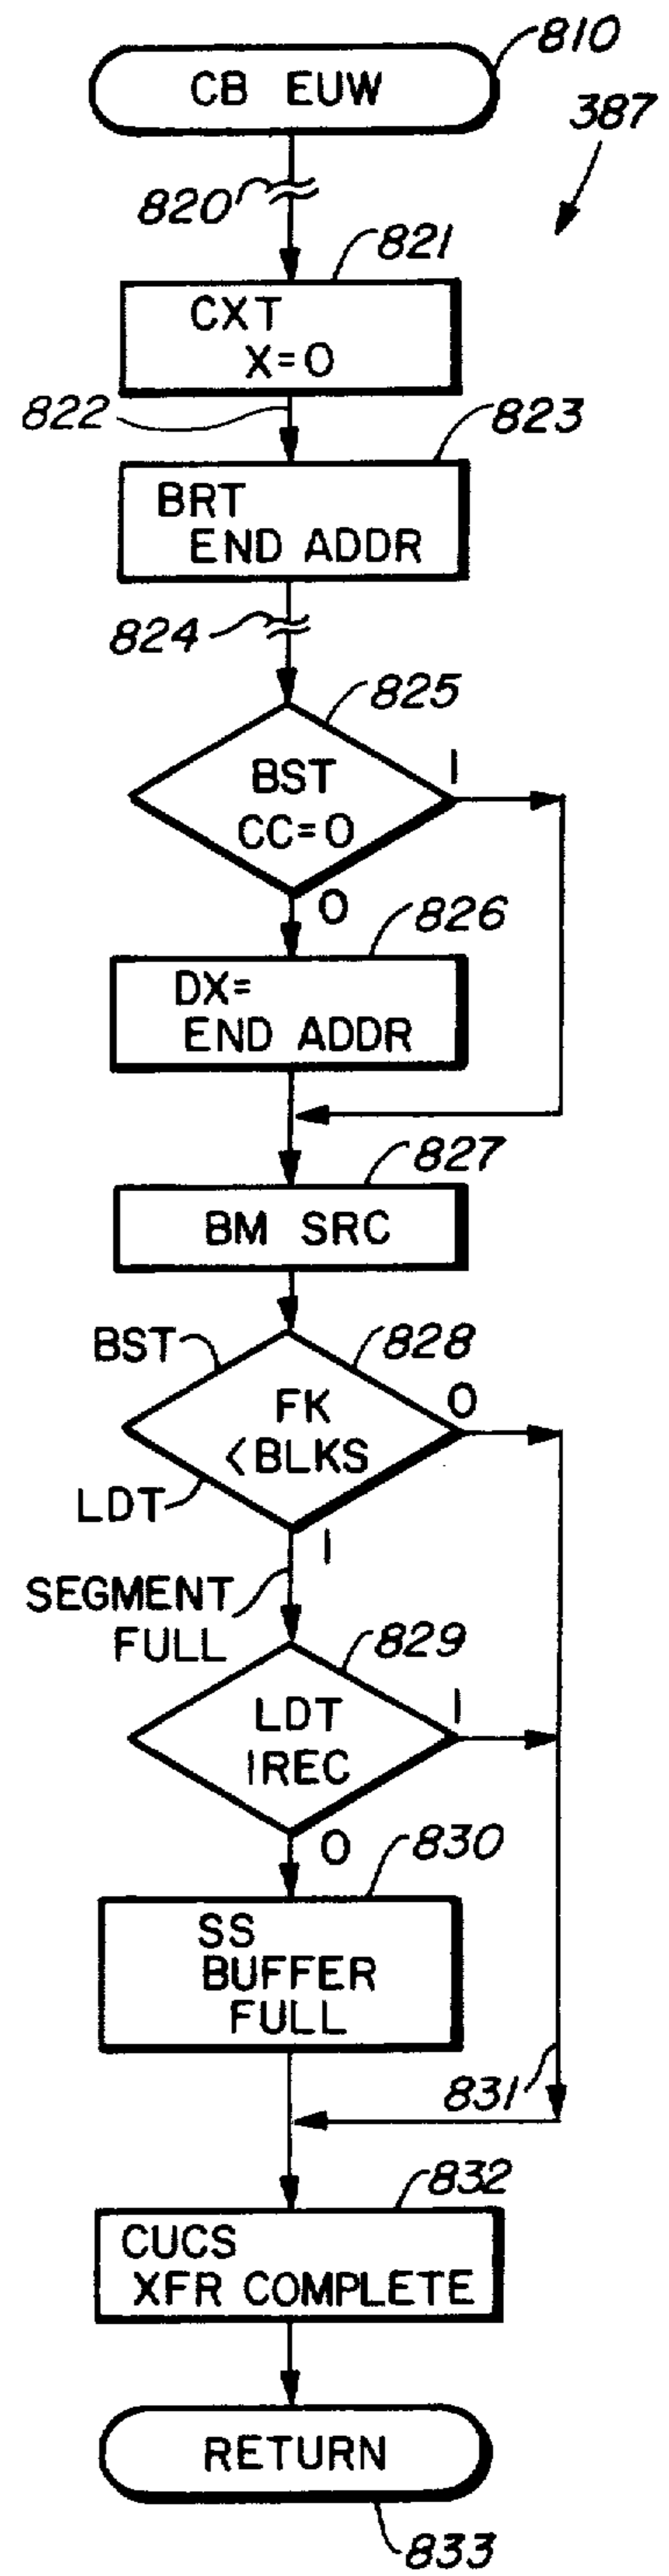 810
CB EUW
387
820
821
CXT
X=0
822
823
BRT
END ADDR
824
825
BST
CC=0
1
0
826
DX=
END ADDR
827
BM SRC
BST
828
FK
<BLKS
0
LDT
1
SEGMENT
FULL
829
LDT
1REC
1
0
830
SS
BUFFER
FULL
831
832
CUCS
XFR COMPLETE
RETURN
833